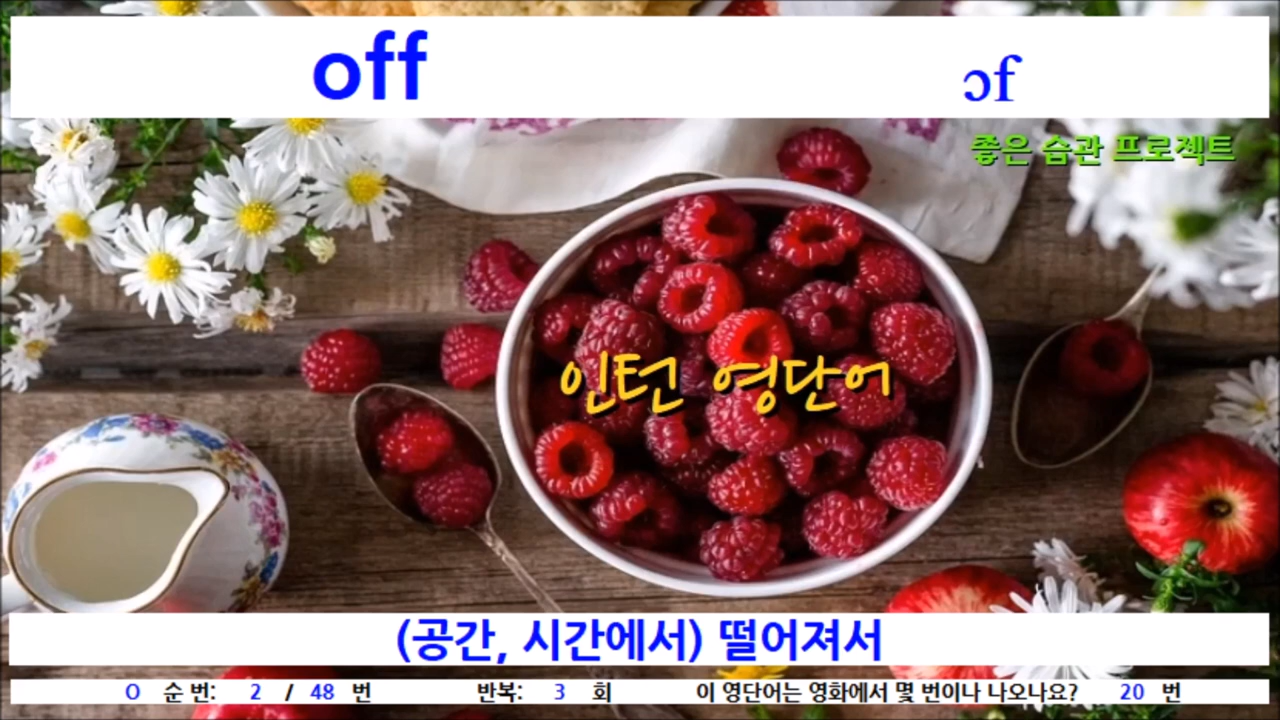 off
ɔf
좋은 습관 프로젝트
인턴 영단어
(공간, 시간에서) 떨어져서
O 순 번: 2 / 48 번 반복: 3 회 이 영단어는 영화에서 몇 번이나 나오나요? 20 번